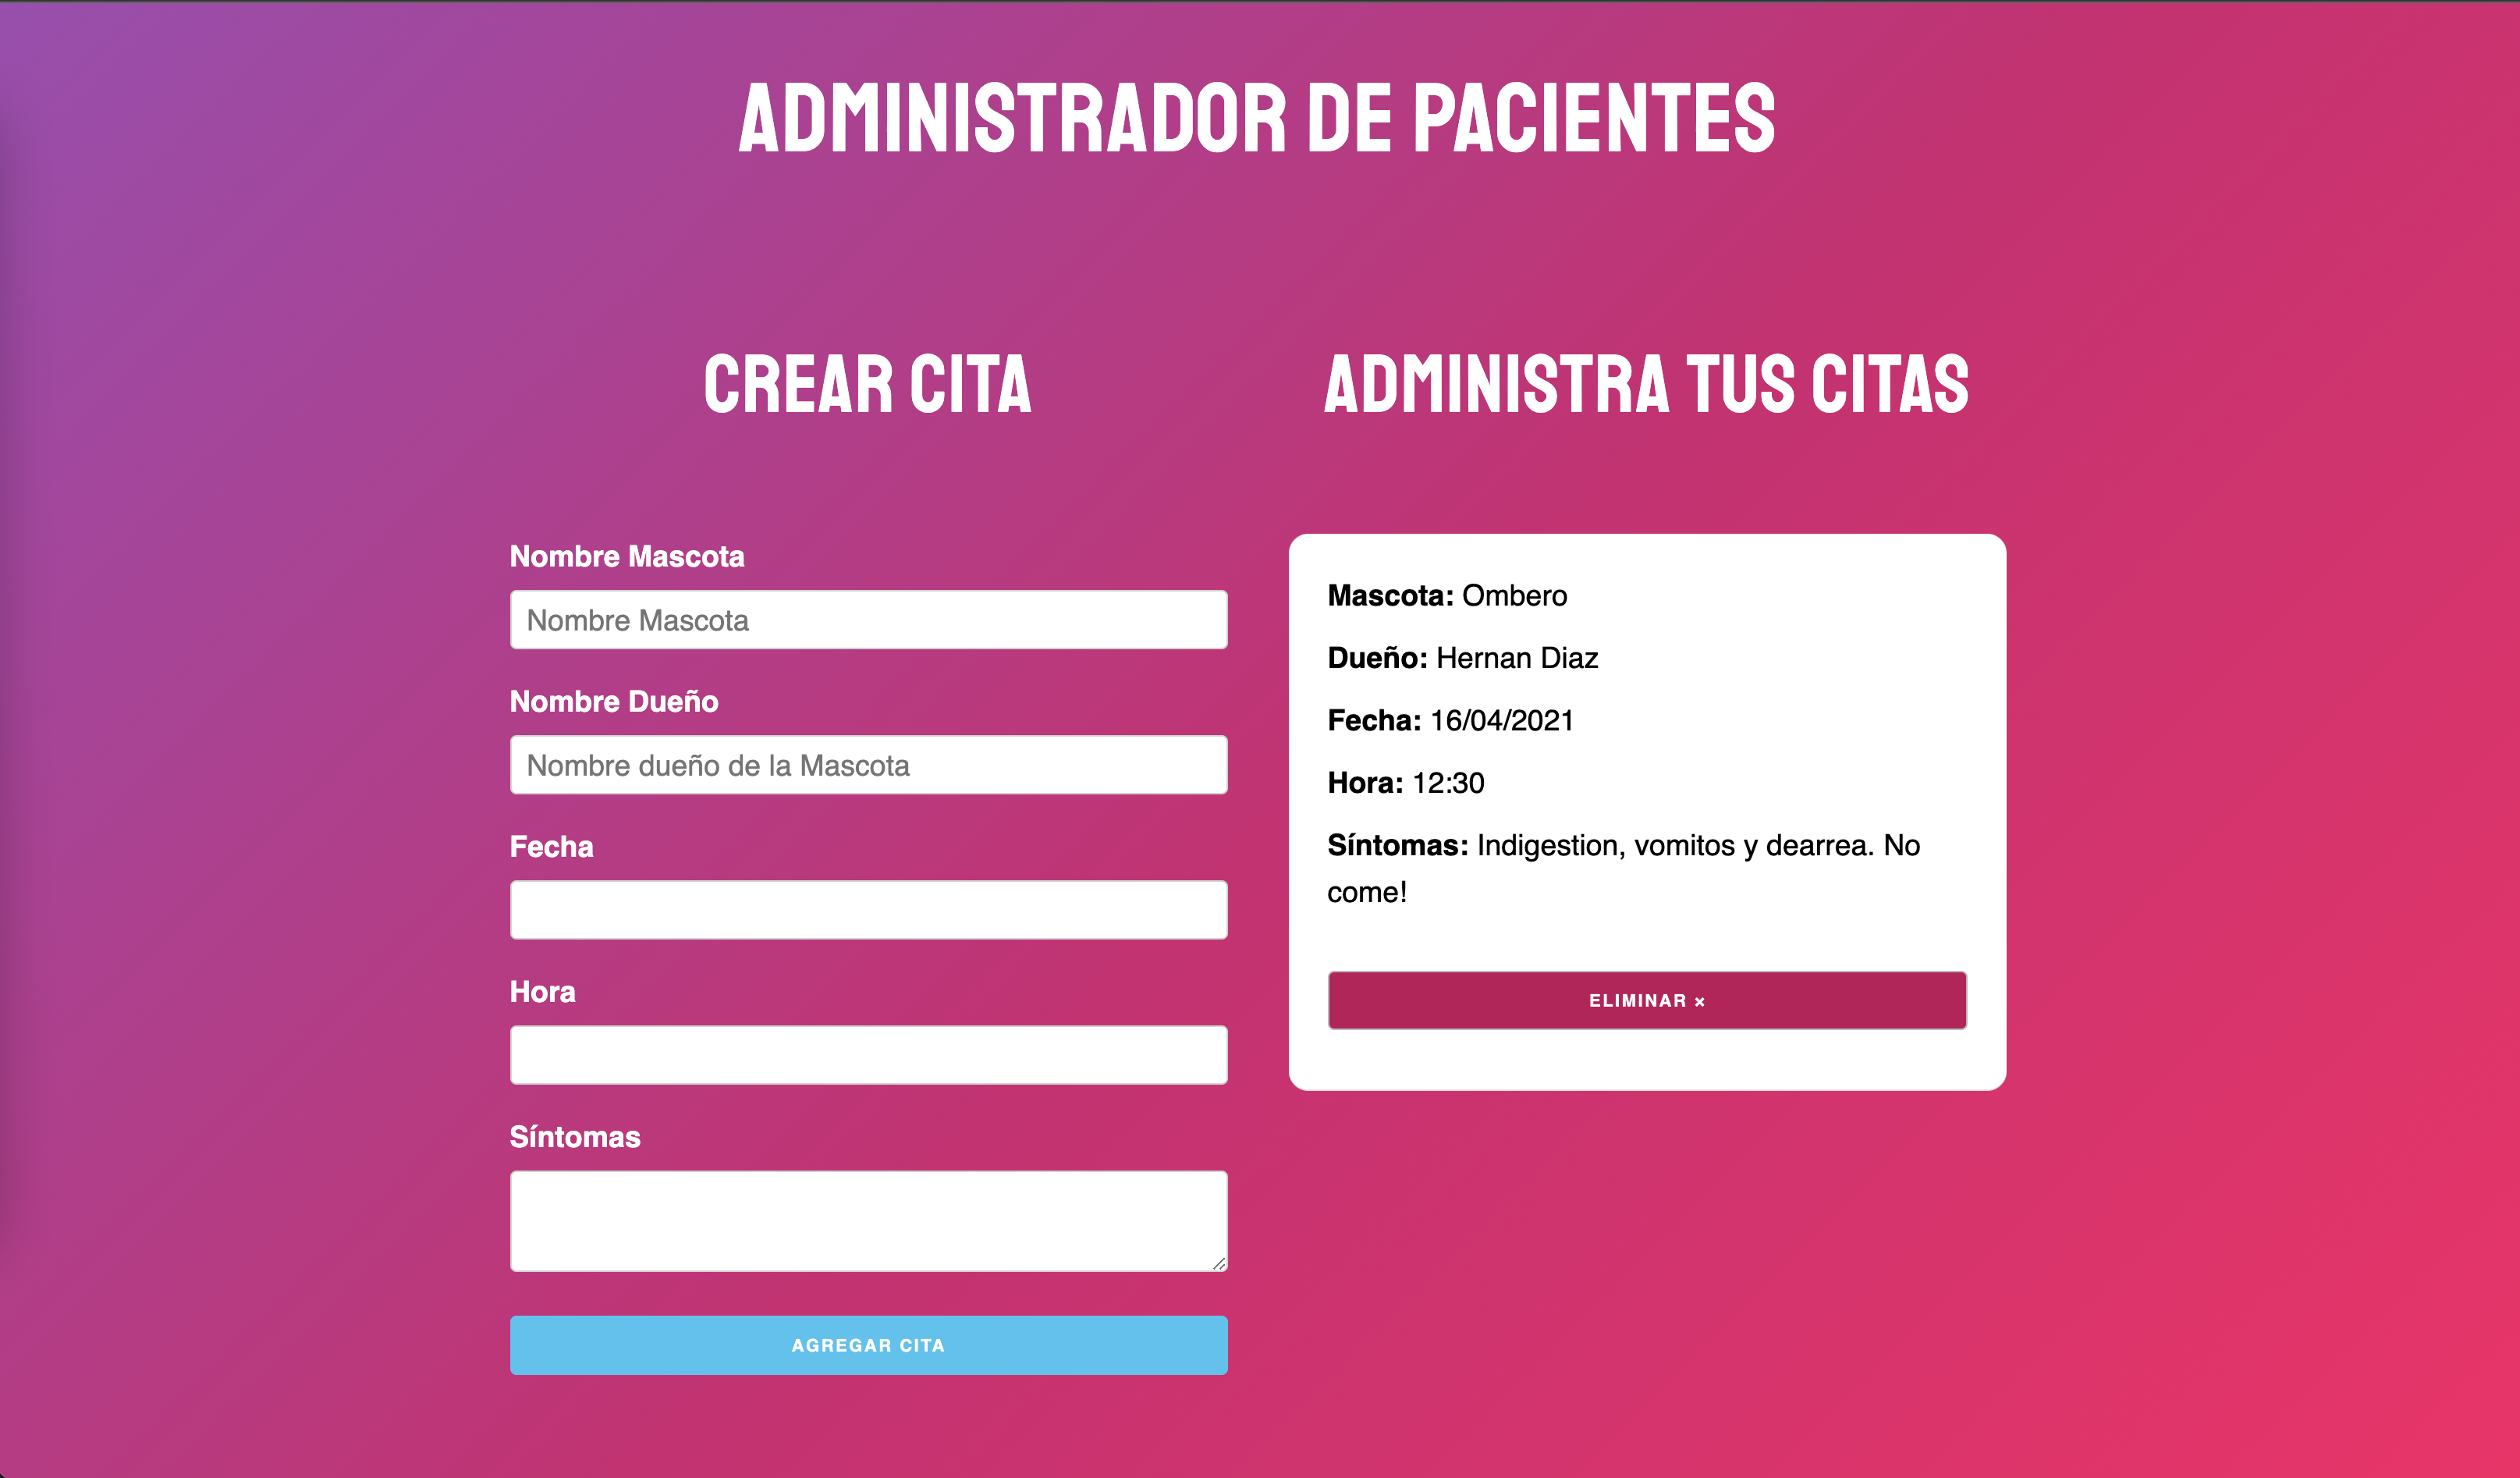 ADMINISTRADOR DE PACIENTES
CREAR CITA
Nombre Mascota
Nombre Mascota
Nombre Dueño
Nombre dueño de la Mascota
Fecha
Hora
Síntomas
AGREGAR CITA
ADMINISTRA TUS CITAS
Mascota: Ombero
Dueño: Hernan Diaz
Fecha: 16/04/2021
Hora: 12:30
Síntomas: Indigestion, vomitos y dearrea. No
come!
ELIMINAR ×